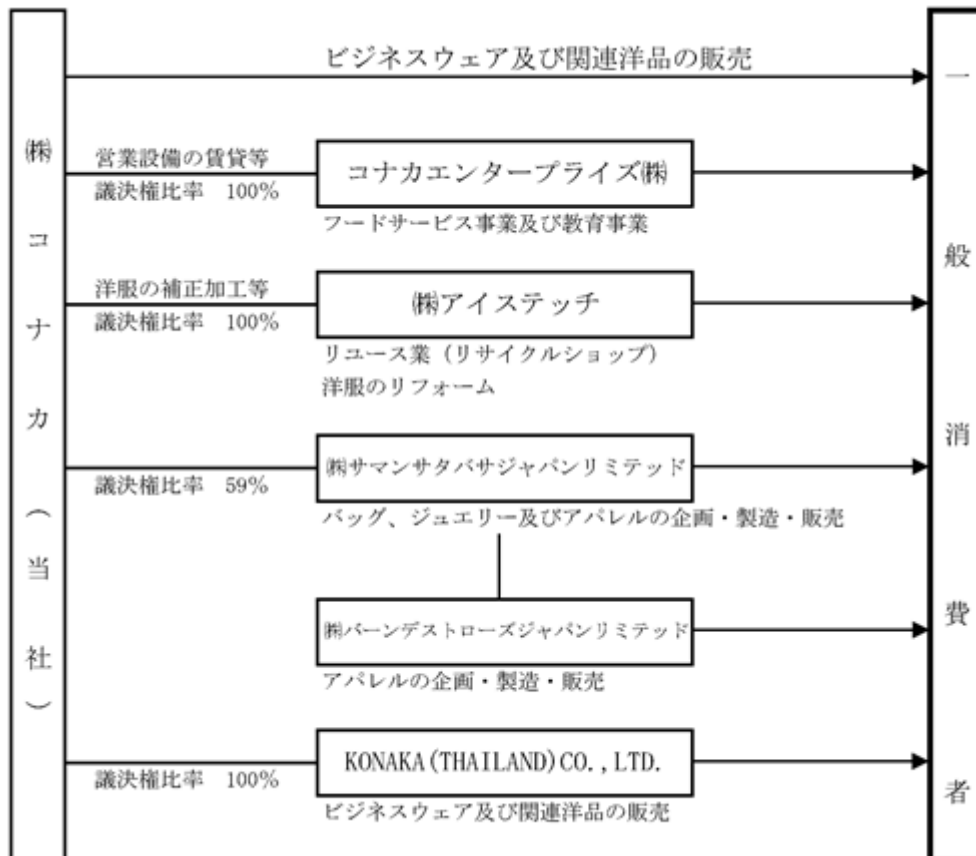 ㈱コナカ(当社)
ビジネスウェア及び関連洋品の販売
営業設備の賃貸等
議決権比率 100%
コナカエンタープライズ㈱
フードサービス事業及び教育事業
洋服の補正加工等
議決権比率 100%
㈱アイステッチ
リユース業(リサイクルショップ)
洋服のリフォーム
議決権比率 59%
㈱サマンサタバサジャパンリミテッド
バッグ、ジュエリー及びアパレルの企画・製造・販売
㈱バーンデストローズジャパンリミテッド
アパレルの企画・製造・販売
議決権比率 100%
KONAKA(THAILAND)CO.,LTD.
ビジネスウェア及び関連洋品の販売
一般消費者